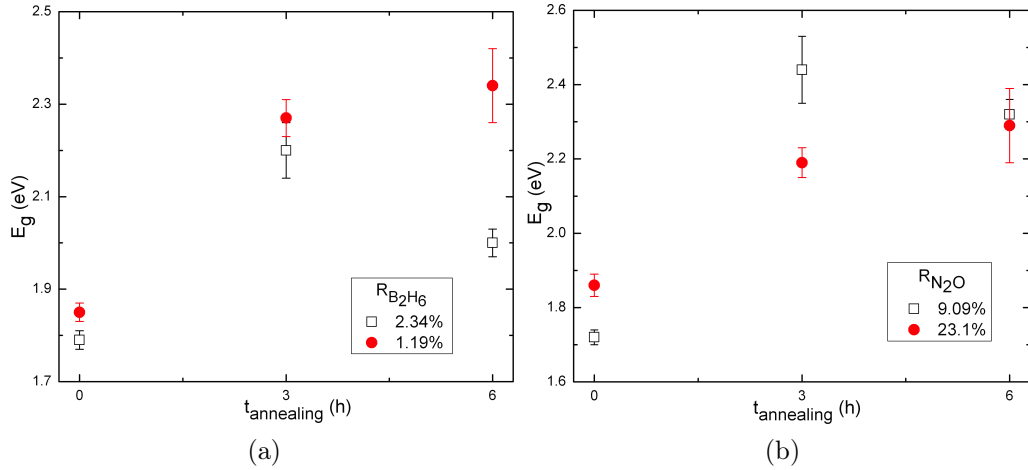 2.5
2.3
2.1
1.9
1.7
E_g (eV)
0
3
6
t_annealing (h)
R_B2H6
2.34%
1.19%
(a)
2.6
2.4
2.2
2.0
1.8
1.6
E_g (eV)
0
3
6
t_annealing (h)
R_N2O
9.09%
23.1%
(b)